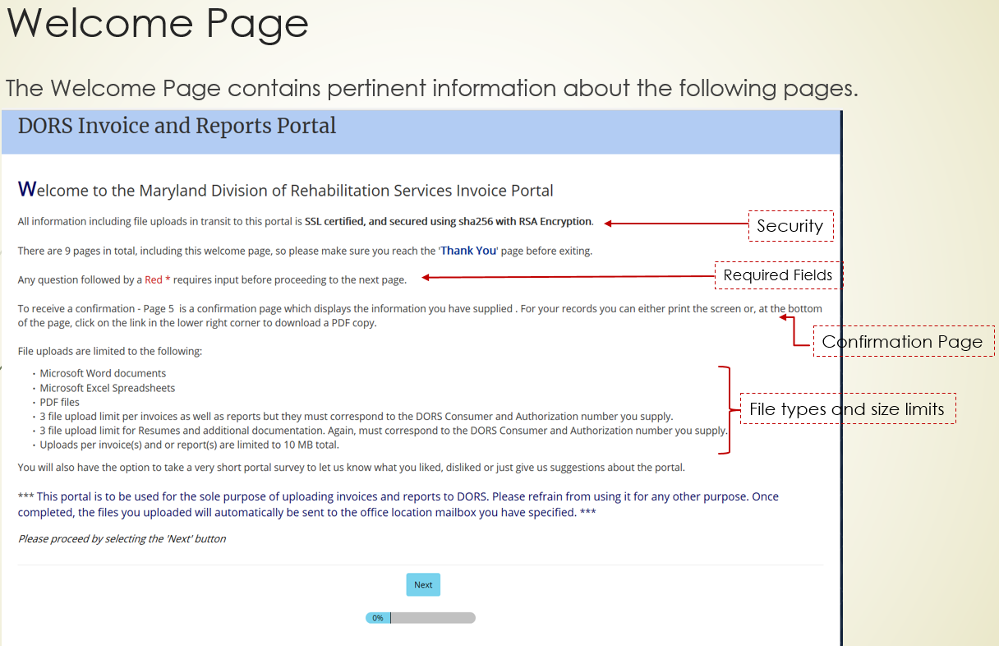 Welcome Page
The Welcome Page contains pertinent information about the following pages.
DORS Invoice and Reports Portal
Welcome to the Maryland Division of Rehabilitation Services Invoice Portal
All information including file uploads in transit to this portal is SSL certified, and secured using sha256 with RSA Encryption.
Security
There are 9 pages in total, including this welcome page, so please make sure you reach the 'Thank You' page before exiting.
Any question followed by a Red * requires input before proceeding to the next page.
Required Fields
To receive a confirmation - Page 5 is a confirmation page which displays the information you have supplied . For your records you can either print the screen or, at the bottom
of the page, click on the link in the lower right corner to download a PDF copy.
Confirmation Page
File uploads are limited to the following:
· Microsoft Word documents
· Microsoft Excel Spreadsheets
· PDF files
· 3 file upload limit per invoices as well as reports but they must correspond to the DORS Consumer and Authorization number you supply.
· 3 file upload limit for Resumes and additional documentation. Again, must correspond to the DORS Consumer and Authorization number you supply.
· Uploads per invoice(s) and or report(s) are limited to 10 MB total.
File types and size limits
You will also have the option to take a very short portal survey to let us know what you liked, disliked or just give us suggestions about the portal.
*** This portal is to be used for the sole purpose of uploading invoices and reports to DORS. Please refrain from using it for any other purpose. Once
completed, the files you uploaded will automatically be sent to the office location mailbox you have specified. ***
Please proceed by selecting the 'Next' button
Next
0%